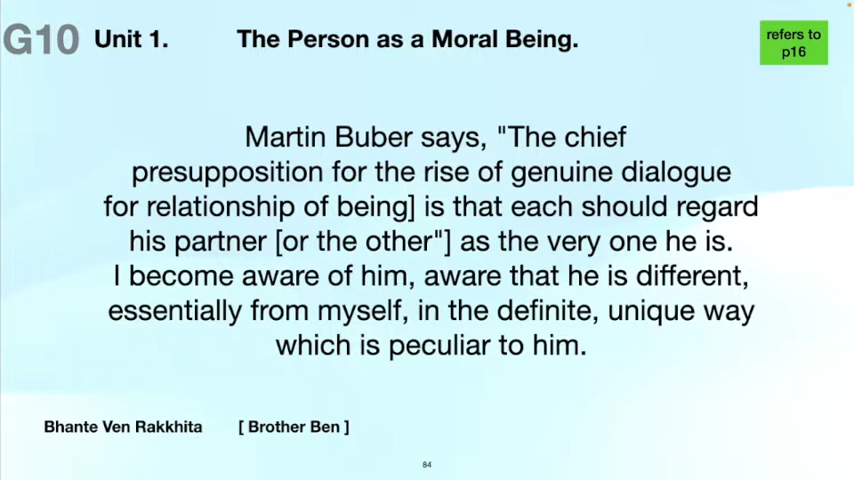 G10 Unit 1. The Person as a Moral Being.
refers to
p16
Martin Buber says, "The chief
presupposition for the rise of genuine dialogue
for relationship of being] is that each should regard
his partner [or the other"] as the very one he is.
I become aware of him, aware that he is different,
essentially from myself, in the definite, unique way
which is peculiar to him.
Bhante Ven Rakkhita [ Brother Ben ]
84